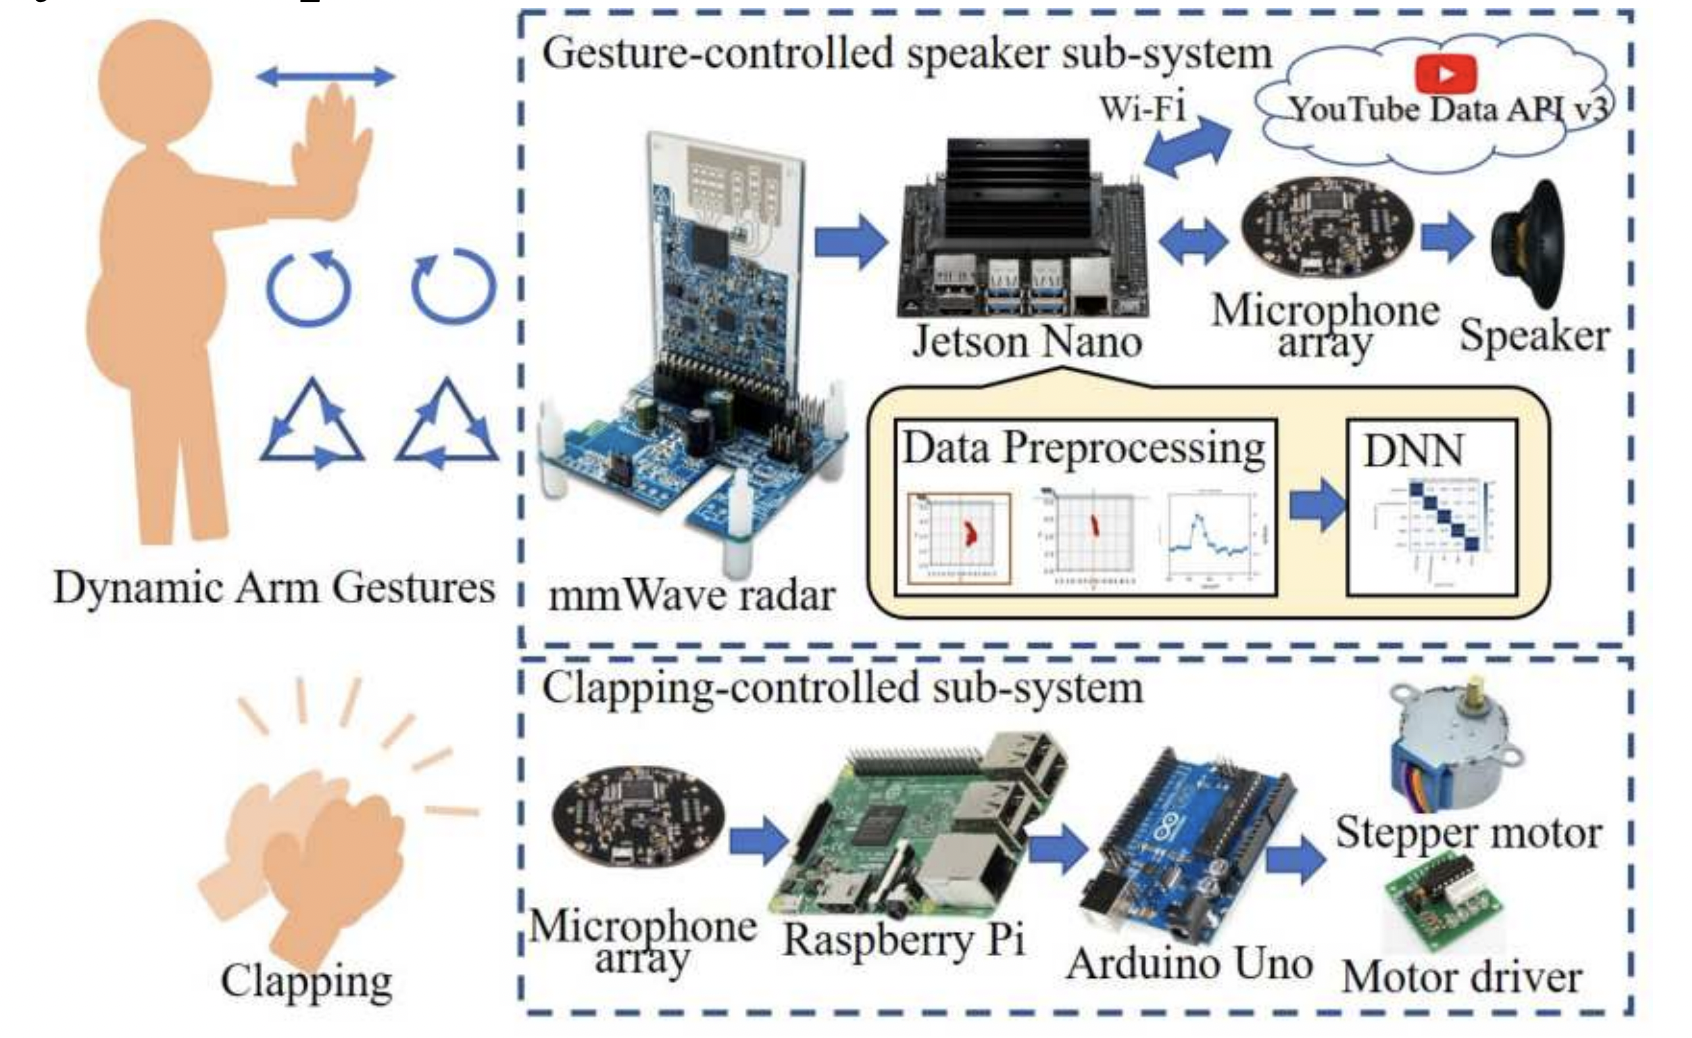 Gesture-controlled speaker sub-system
Wi-Fi
YouTube Data API v3
Jetson Nano
Microphone
array
Speaker
Data Preprocessing
DNN
mmWave radar
Dynamic Arm Gestures
Clapping-controlled sub-system
Stepper motor
Microphone
array
Raspberry Pi
Arduino Uno
Motor driver
Clapping